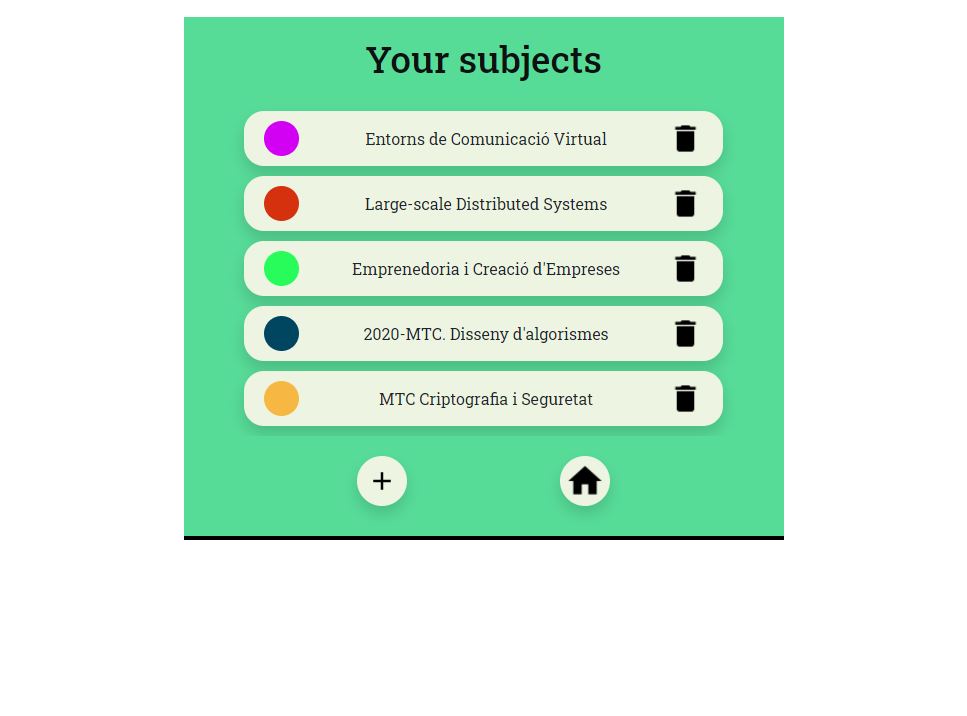 Your subjects
Entorns de Comunicació Virtual
Large-scale Distributed Systems
Emprenedoria i Creació d'Empreses
2020-MTC. Disseny d'algorismes
MTC Criptografia i Seguretat